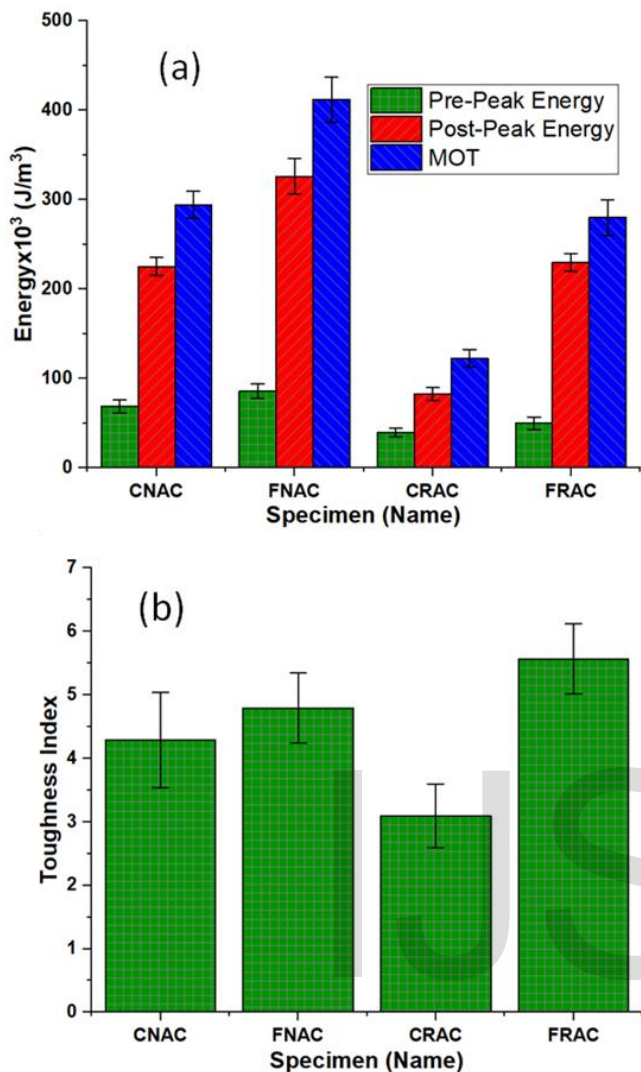 500
400
300
200
100
0
Energyx10³ (J/m³)
(a)
Pre-Peak Energy
Post-Peak Energy
MOT
CNAC FNAC CRAC FRAC
Specimen (Name)
7
6
5
4
3
2
1
0
Toughness Index
(b)
IJS
CNAC FNAC CRAC FRAC
Specimen (Name)